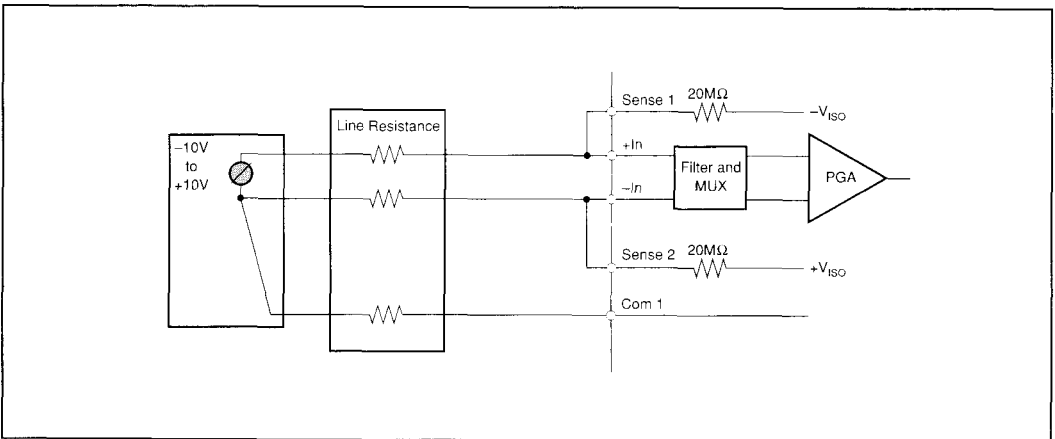 Line Resistance
−10V
to
+10V
Sense 1
20MΩ
−V_ISO
+In
−In
Filter and
MUX
PGA
Sense 2
20MΩ
+V_ISO
Com 1